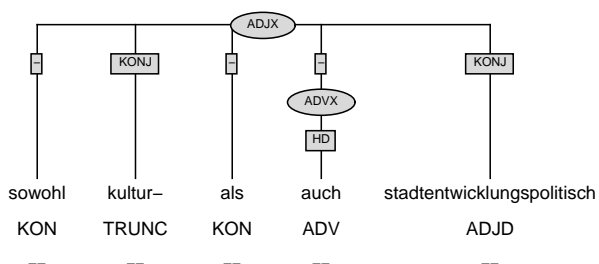 ADJX
– KONJ – – KONJ
ADVX
HD
sowohl kultur– als auch stadtentwicklungspolitisch
KON TRUNC KON ADV ADJD
–– –– –– –– ––